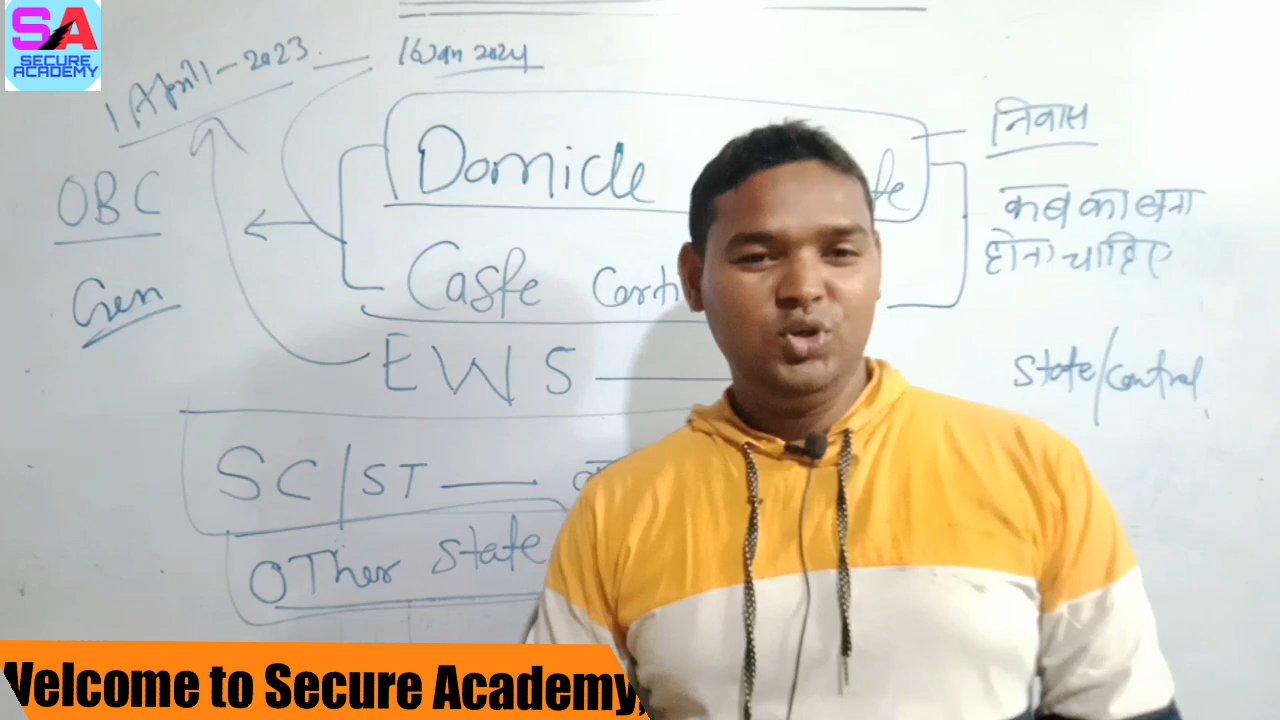 SA
SECURE
ACADEMY
1 April - 2023
16 Jan 2024
निवास
OBC
Domicle
कब का बना
होना चाहिए
Gen
Caste Certi
EWS
State/Central
SC/ST
Other State
Welcome to Secure Academy,